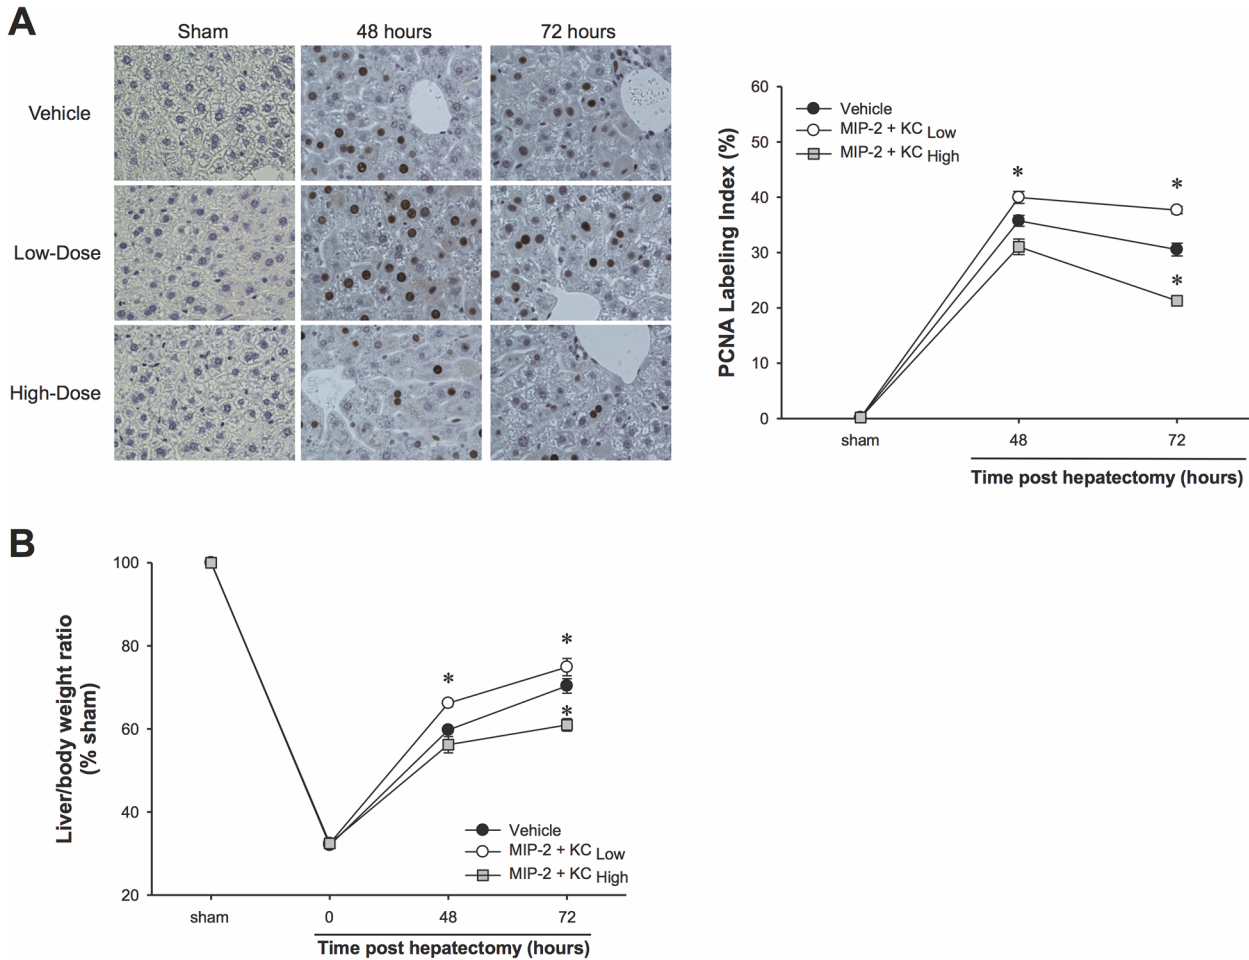 A
Sham
48 hours
72 hours
Vehicle
Low-Dose
High-Dose
60
50
40
30
20
10
0
PCNA Labeling Index (%)
Vehicle
MIP-2 + KC Low
MIP-2 + KC High
*
*
*
sham
48
72
Time post hepatectomy (hours)
B
100
80
60
40
20
Liver/body weight ratio
(% sham)
*
*
*
Vehicle
MIP-2 + KC Low
MIP-2 + KC High
sham
0
48
72
Time post hepatectomy (hours)